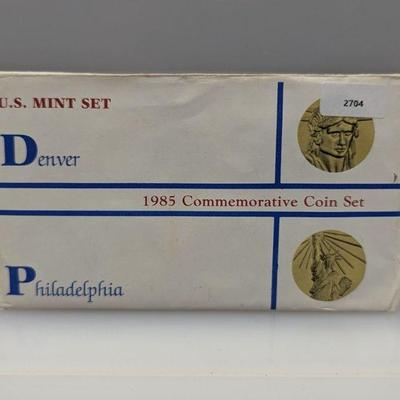 U.S. MINT SET
2704
Denver
1985 Commemorative Coin Set
Philadelphia